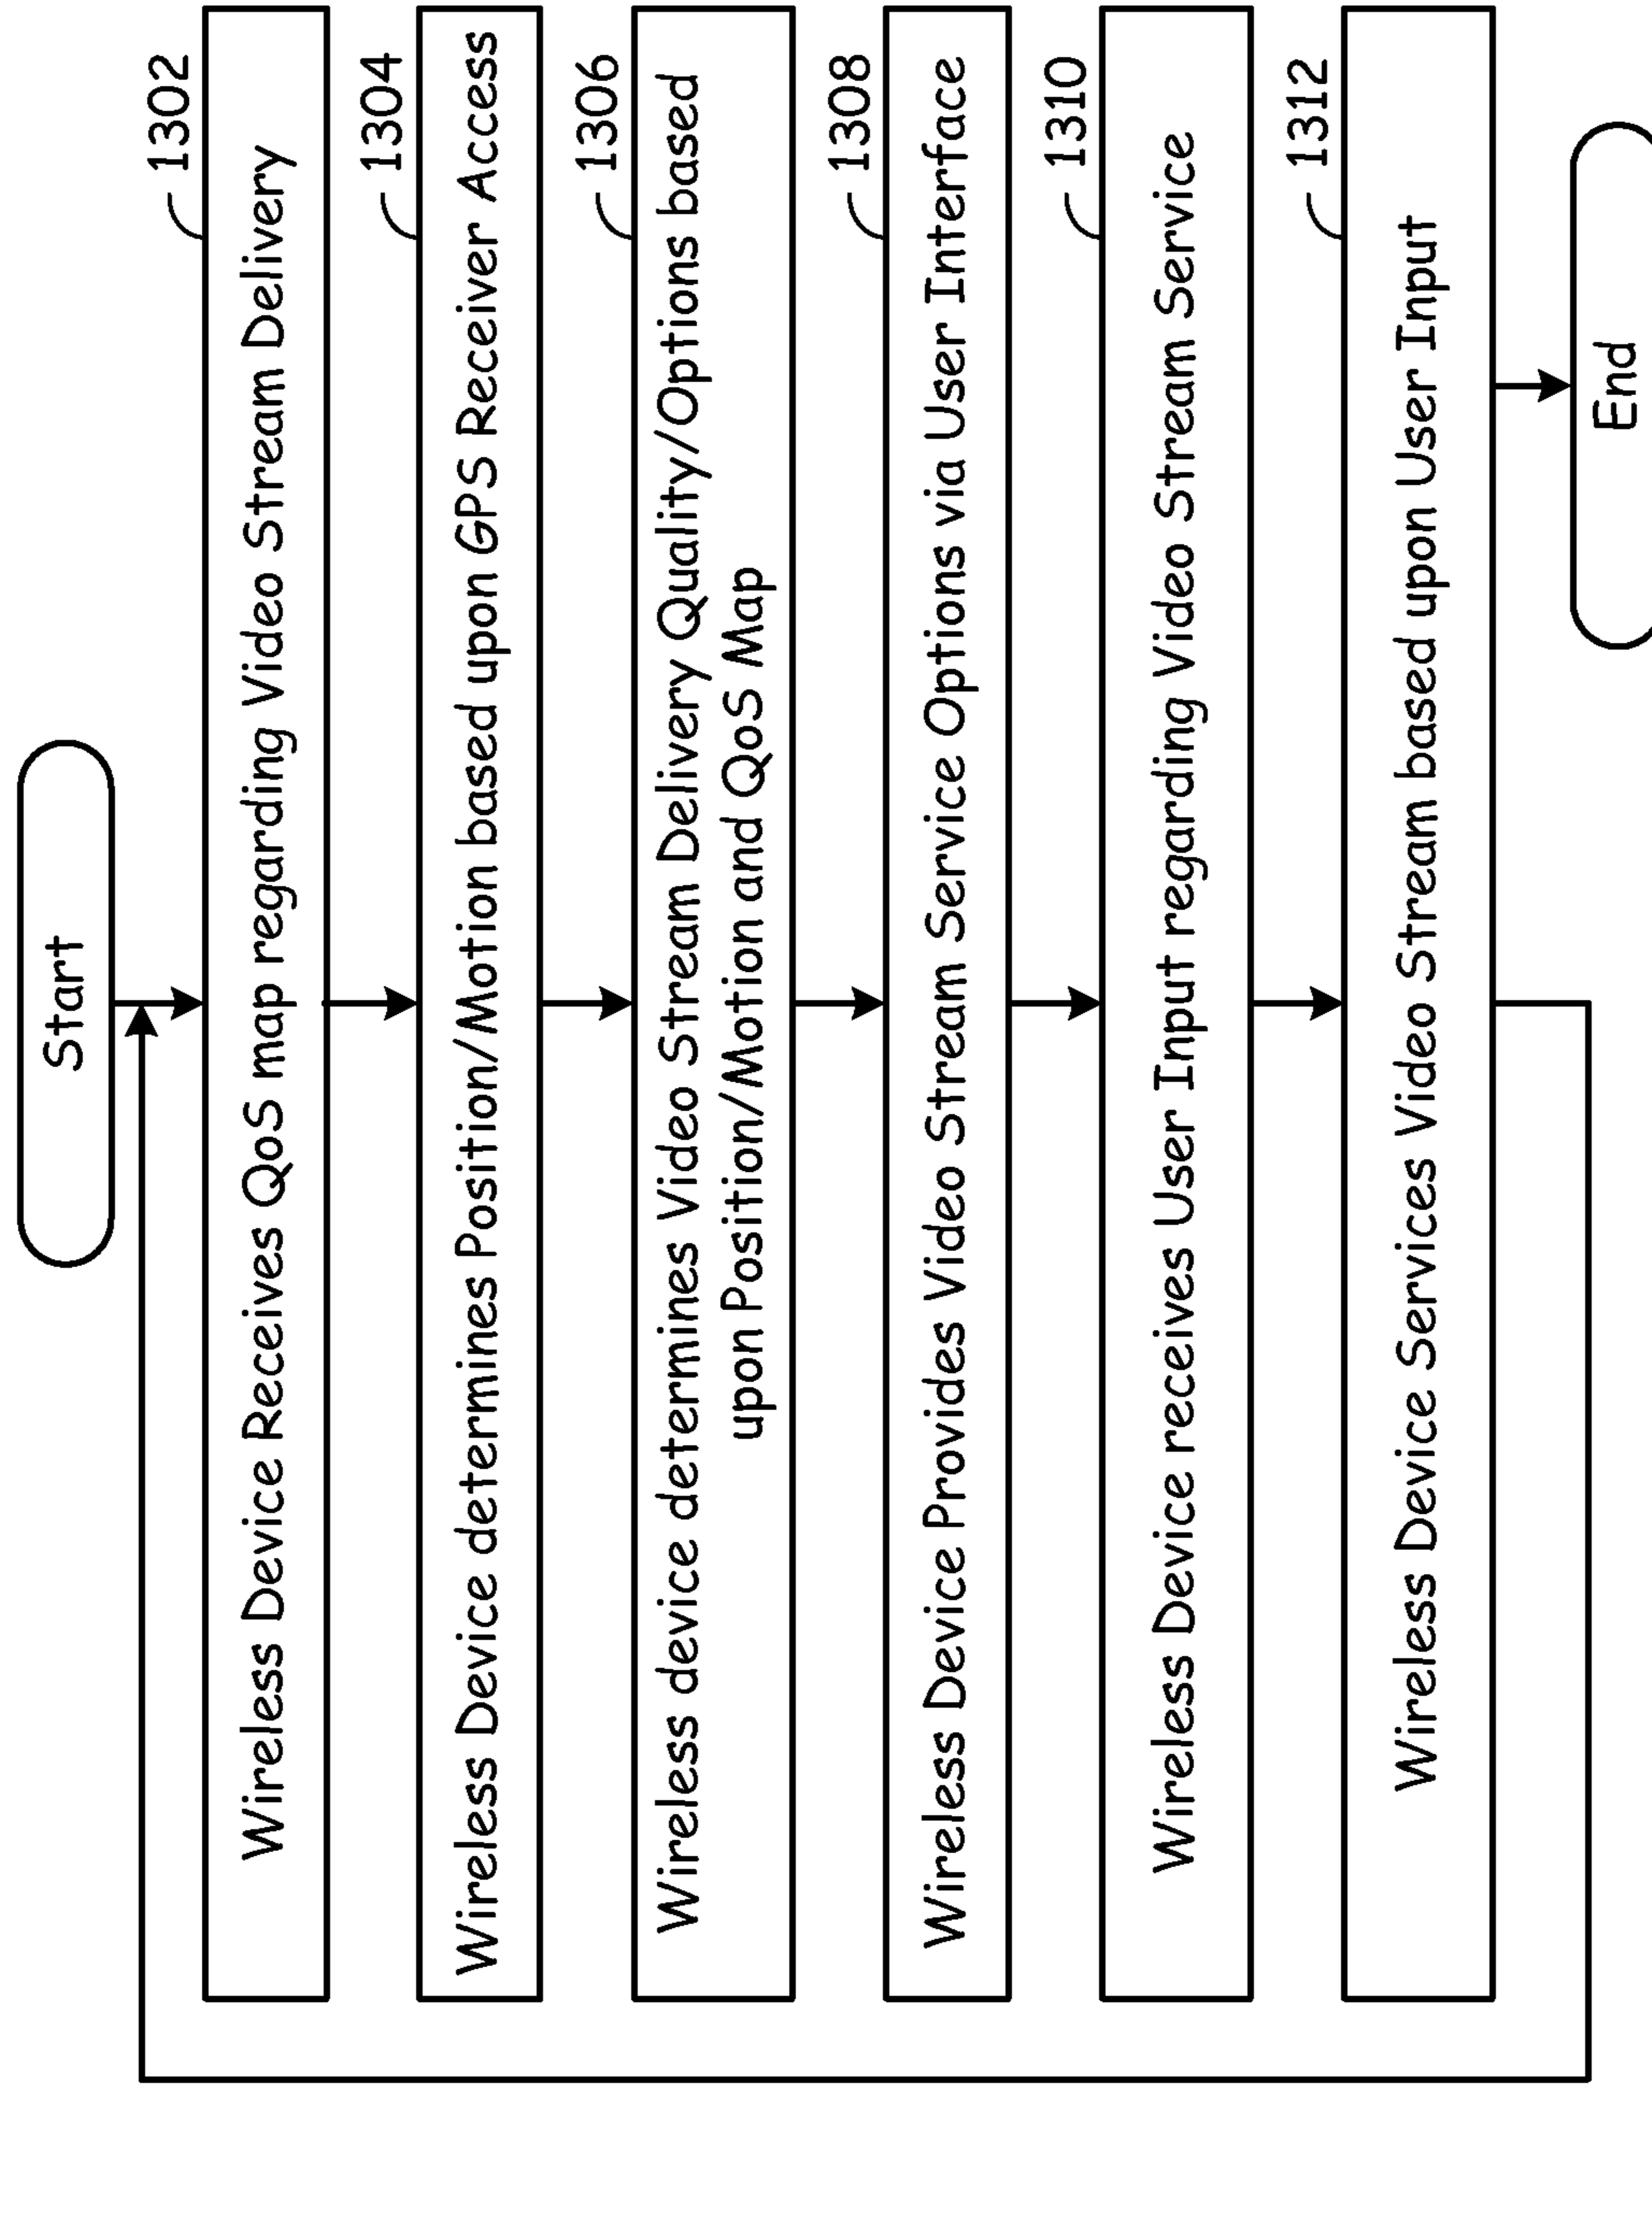 Start
1302
Wireless Device Receives QoS map regarding Video Stream Delivery
1304
Wireless Device determines Position/Motion based upon GPS Receiver Access
1306
Wireless device determines Video Stream Delivery Quality/Options based
upon Position/Motion and QoS Map
1308
Wireless Device Provides Video Stream Service Options via User Interface
1310
Wireless Device receives User Input regarding Video Stream Service
1312
Wireless Device Services Video Stream based upon User Input
End